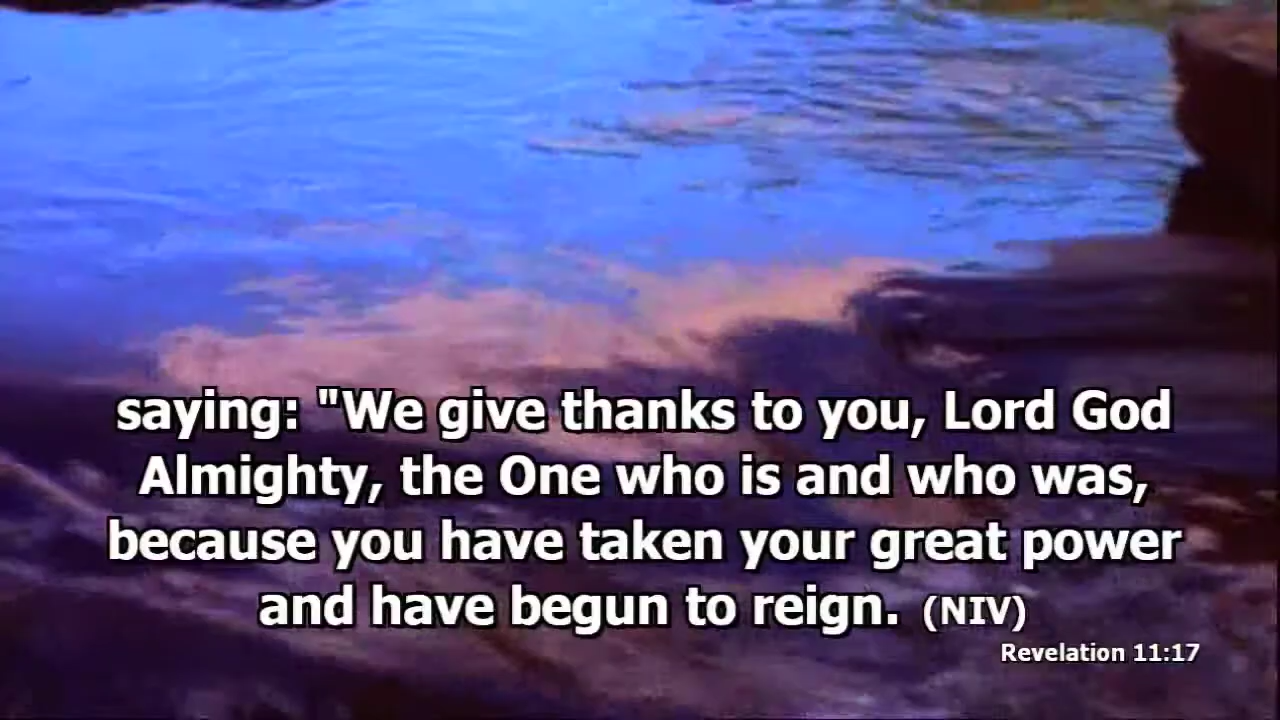 saying: "We give thanks to you, Lord God
Almighty, the One who is and who was,
because you have taken your great power
and have begun to reign. (NIV)
Revelation 11:17